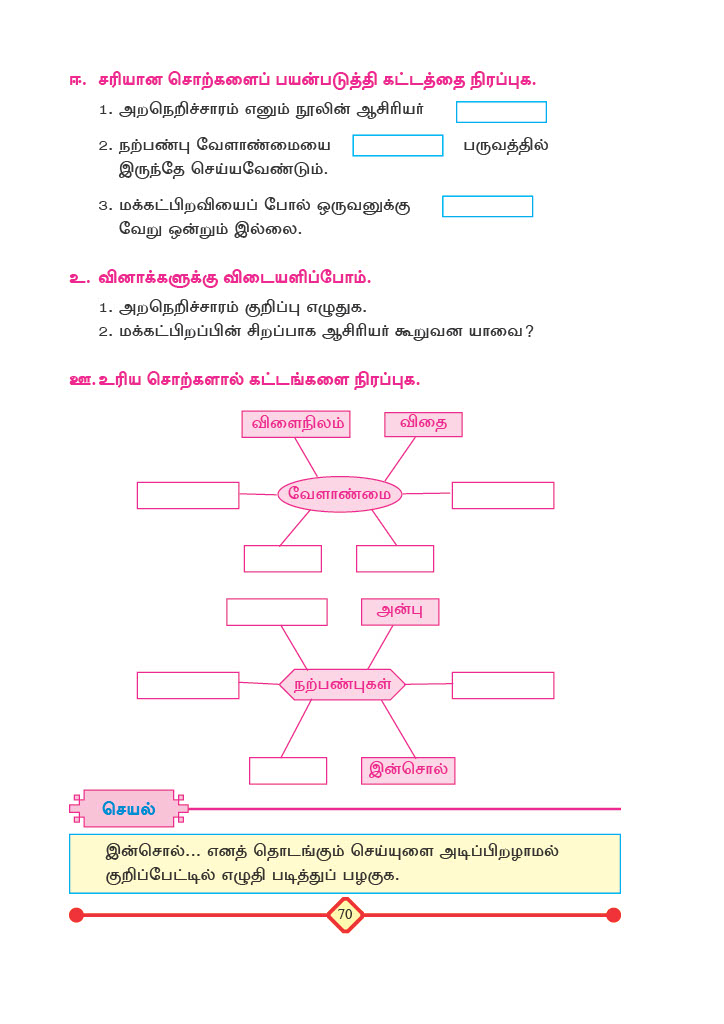 ஈ. சரியான சொற்களைப் பயன்படுத்தி கட்டத்தை நிரப்புக.
1. அறநெறிச்சாரம் எனும் நூலின் ஆசிரியர்
2. நற்பண்பு வேளாண்மையை பருவத்தில்
இருந்தே செய்யவேண்டும்.
3. மக்கட்பிறவியைப் போல் ஒருவனுக்கு
வேறு ஒன்றும் இல்லை.
உ. வினாக்களுக்கு விடையளிப்போம்.
1. அறநெறிச்சாரம் குறிப்பு எழுதுக.
2. மக்கட்பிறப்பின் சிறப்பாக ஆசிரியர் கூறுவன யாவை?
ஊ. உரிய சொற்களால் கட்டங்களை நிரப்புக.
விளைநிலம் விதை
வேளாண்மை
அன்பு
நற்பண்புகள்
இன்சொல்
செயல்
இன்சொல்... எனத் தொடங்கும் செய்யுளை அடிப்பிறழாமல்
குறிப்பேட்டில் எழுதி படித்துப் பழகுக.
70